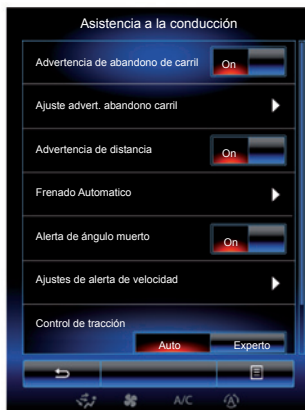 Asistencia a la conducción
Advertencia de abandono de carril On
Ajuste advert. abandono carril
Advertencia de distancia On
Frenado Automatico
Alerta de ángulo muerto On
Ajustes de alerta de velocidad
Control de tracción
Auto Experto
A/C A